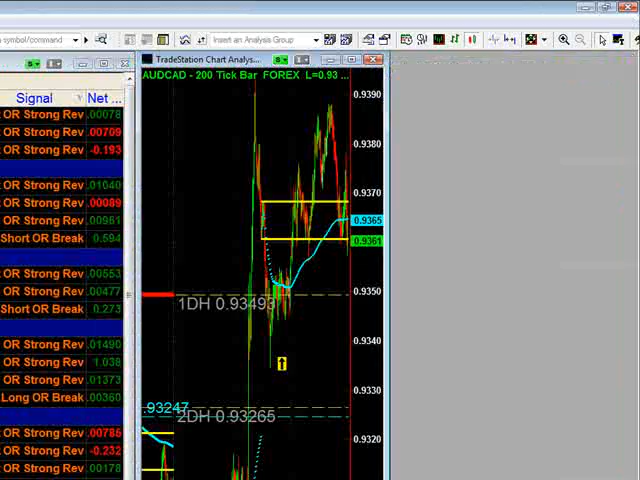 symbol/command
Insert an Analysis Group
TradeStation Chart Analys...
AUDCAD - 200 Tick Bar FOREX L=0.93 ...
Signal Net ...
OR Strong Rev .00078
OR Strong Rev .00709
OR Strong Rev -0.193
OR Strong Rev .01040
OR Strong Rev .00089
OR Strong Rev .00961
Short OR Break 0.594
OR Strong Rev .00553
OR Strong Rev .00477
Short OR Break 0.273
OR Strong Rev .01490
OR Strong Rev 1.038
OR Strong Rev .01373
Long OR Break .00360
OR Strong Rev .00785
OR Strong Rev -0.232
OR Strong Rev .00178
0.9390
0.9380
0.9370
0.9365
0.9361
0.9350
1DH 0.93493
0.9340
0.9330
.93247
2DH 0.93265
0.9320